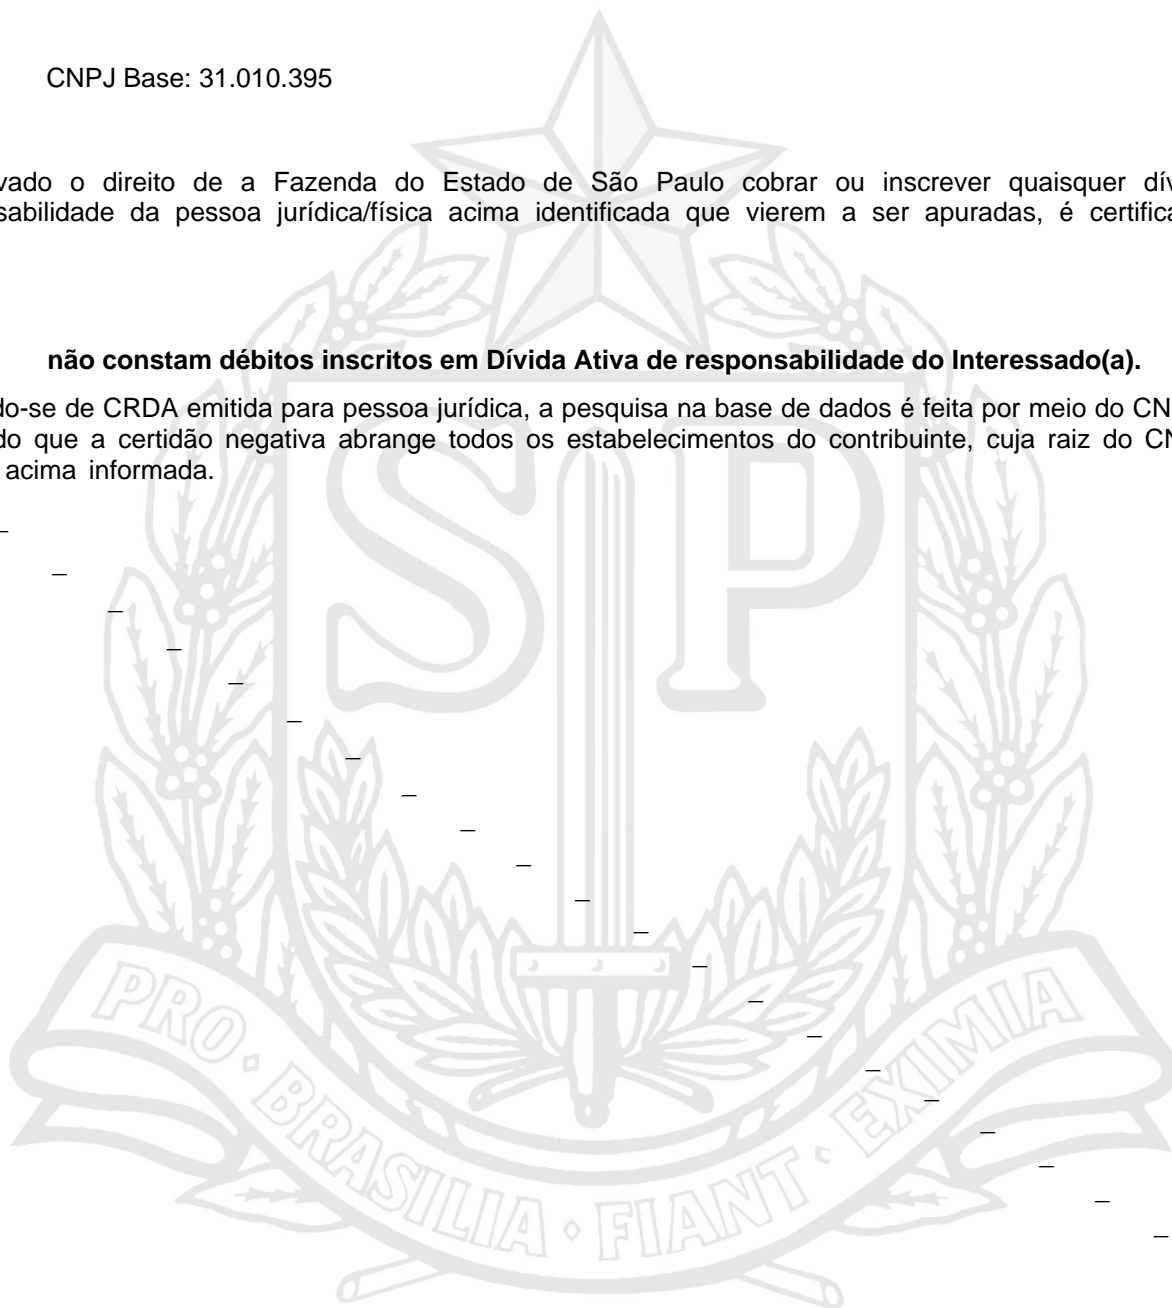 CNPJ Base: 31.010.395
vado o direito de a Fazenda do Estado de São Paulo cobrar ou inscrever quaisquer dív
sabilidade da pessoa jurídica/física acima identificada que vierem a ser apuradas, é certifica
não constam débitos inscritos em Dívida Ativa de responsabilidade do Interessado(a).
do-se de CRDA emitida para pessoa jurídica, a pesquisa na base de dados é feita por meio do CN
do que a certidão negativa abrange todos os estabelecimentos do contribuinte, cuja raiz do CN
acima informada.
SP
PRO • BRASILIA • FIANT • EXIMIA